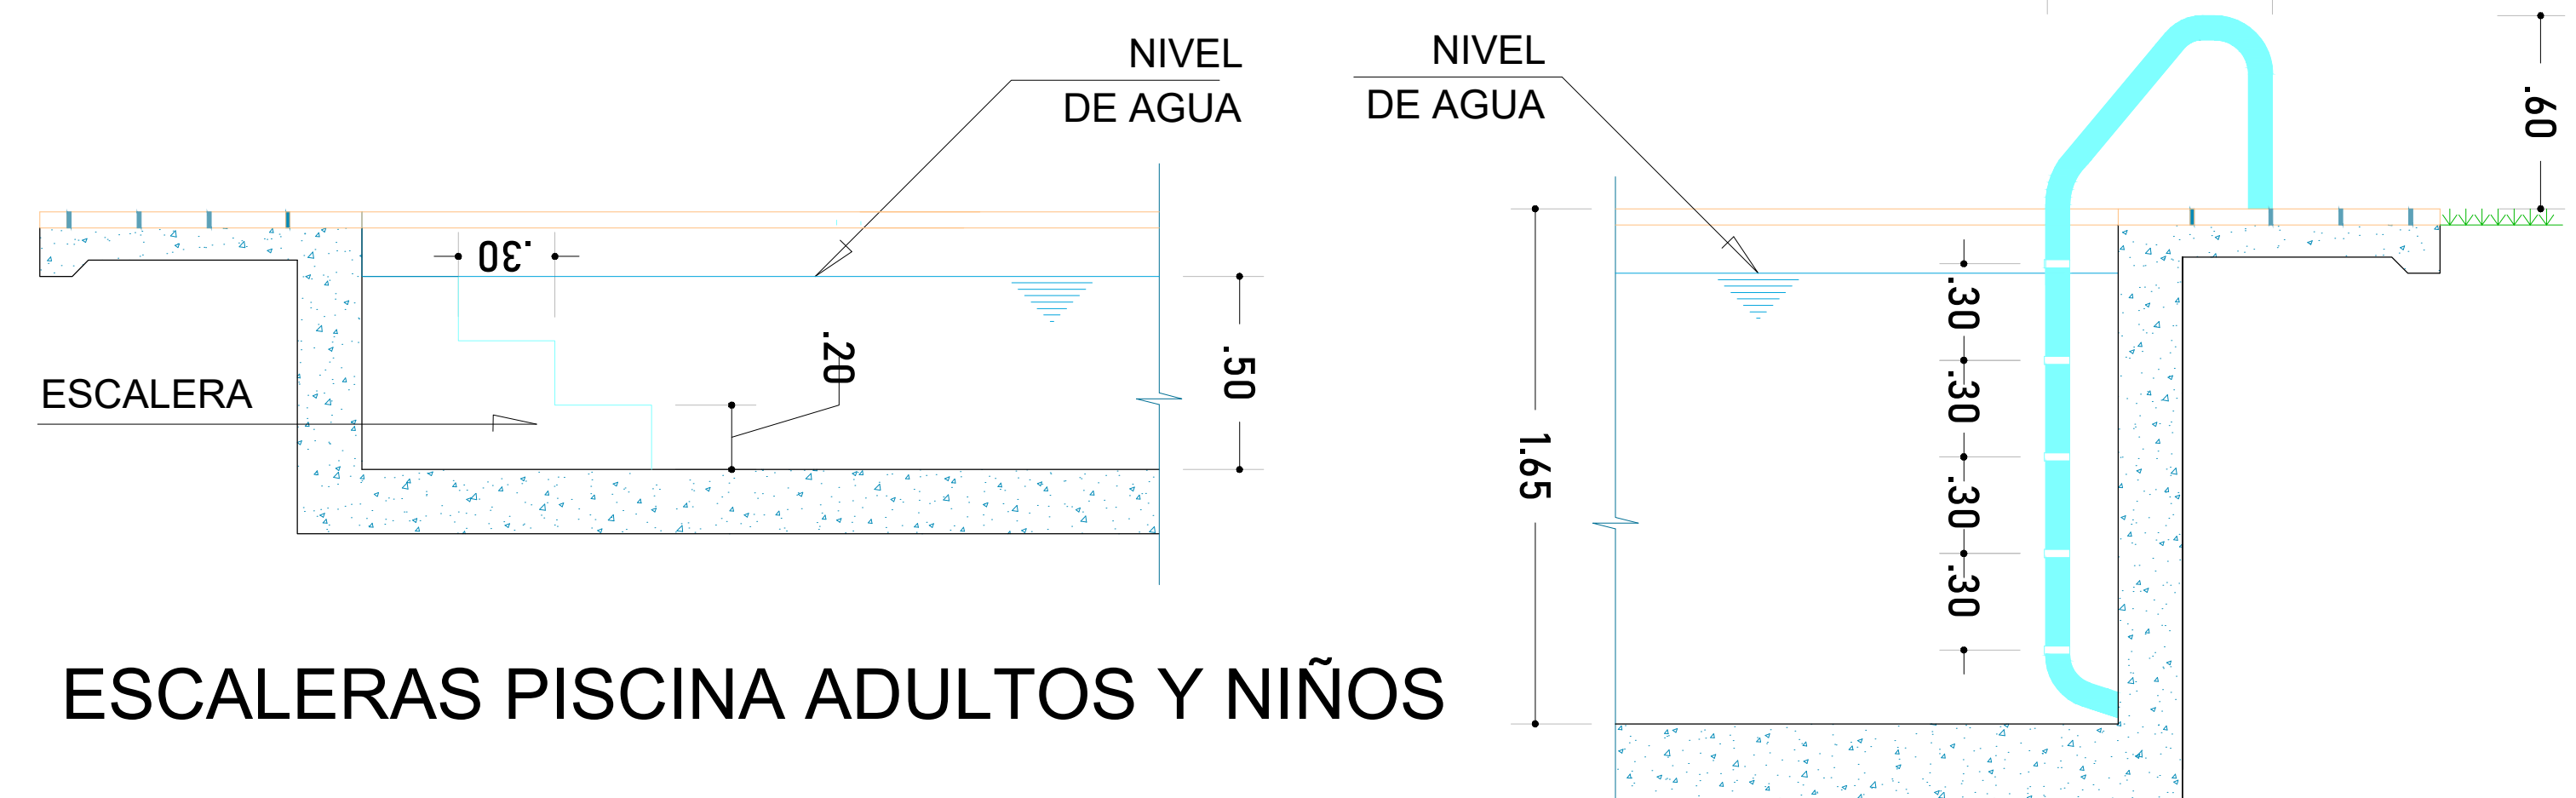 NIVEL
DE AGUA
.30
.20
.50
ESCALERA
ESCALERAS PISCINA ADULTOS Y NIÑOS
NIVEL
DE AGUA
.60
1.65
.30
.30
.30
.30